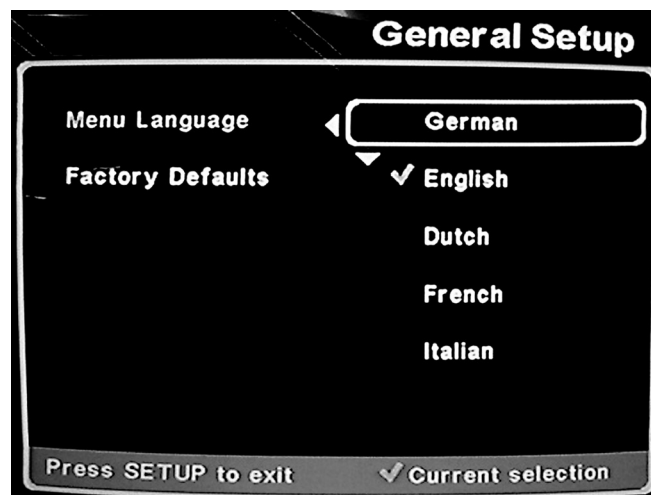 General Setup
Menu Language
German
Factory Defaults
English
Dutch
French
Italian
Press SETUP to exit
Current selection